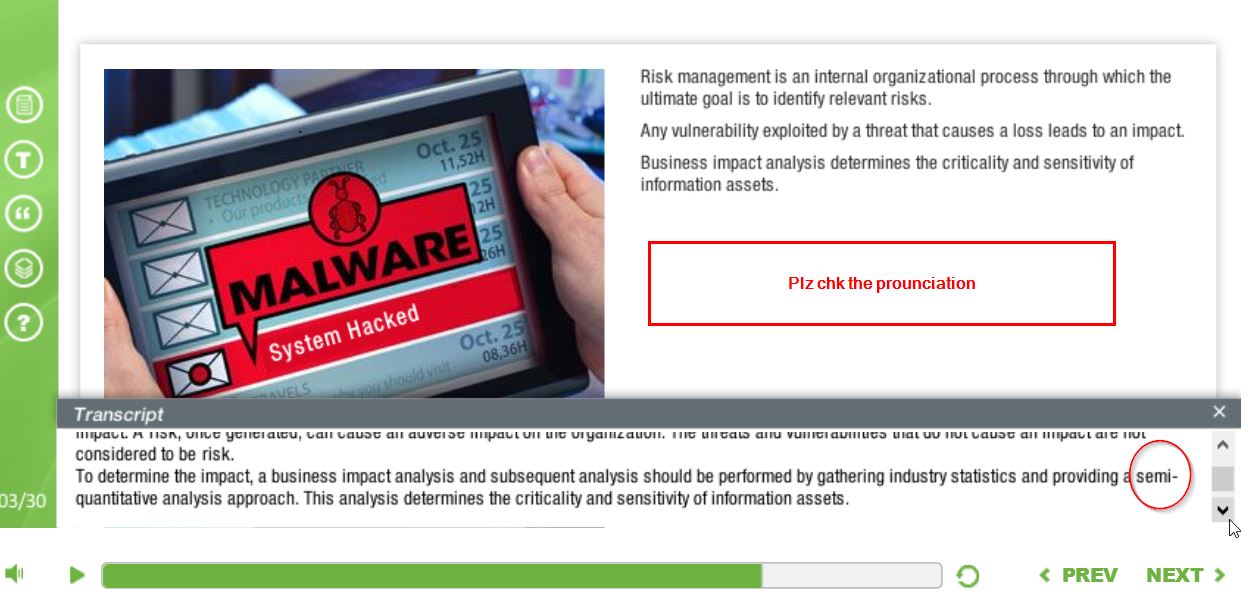 Risk management is an internal organizational process through which the
ultimate goal is to identify relevant risks.
Any vulnerability exploited by a threat that causes a loss leads to an impact.
Business impact analysis determines the criticality and sensitivity of
information assets.
Oct. 25
11,52H
TECHNOLOGY PARTNER
Our products
25
12H
25
26H
MALWARE
System Hacked
Oct. 25
08,36H
you should visit
Plz chk the prounciation
T
?
Transcript
impact. A risk, once generated, can cause an adverse impact on the organization. The threats and vulnerabilities that do not cause an impact are not
considered to be risk.
To determine the impact, a business impact analysis and subsequent analysis should be performed by gathering industry statistics and providing a semi-
quantitative analysis approach. This analysis determines the criticality and sensitivity of information assets.
03/30
PREV NEXT